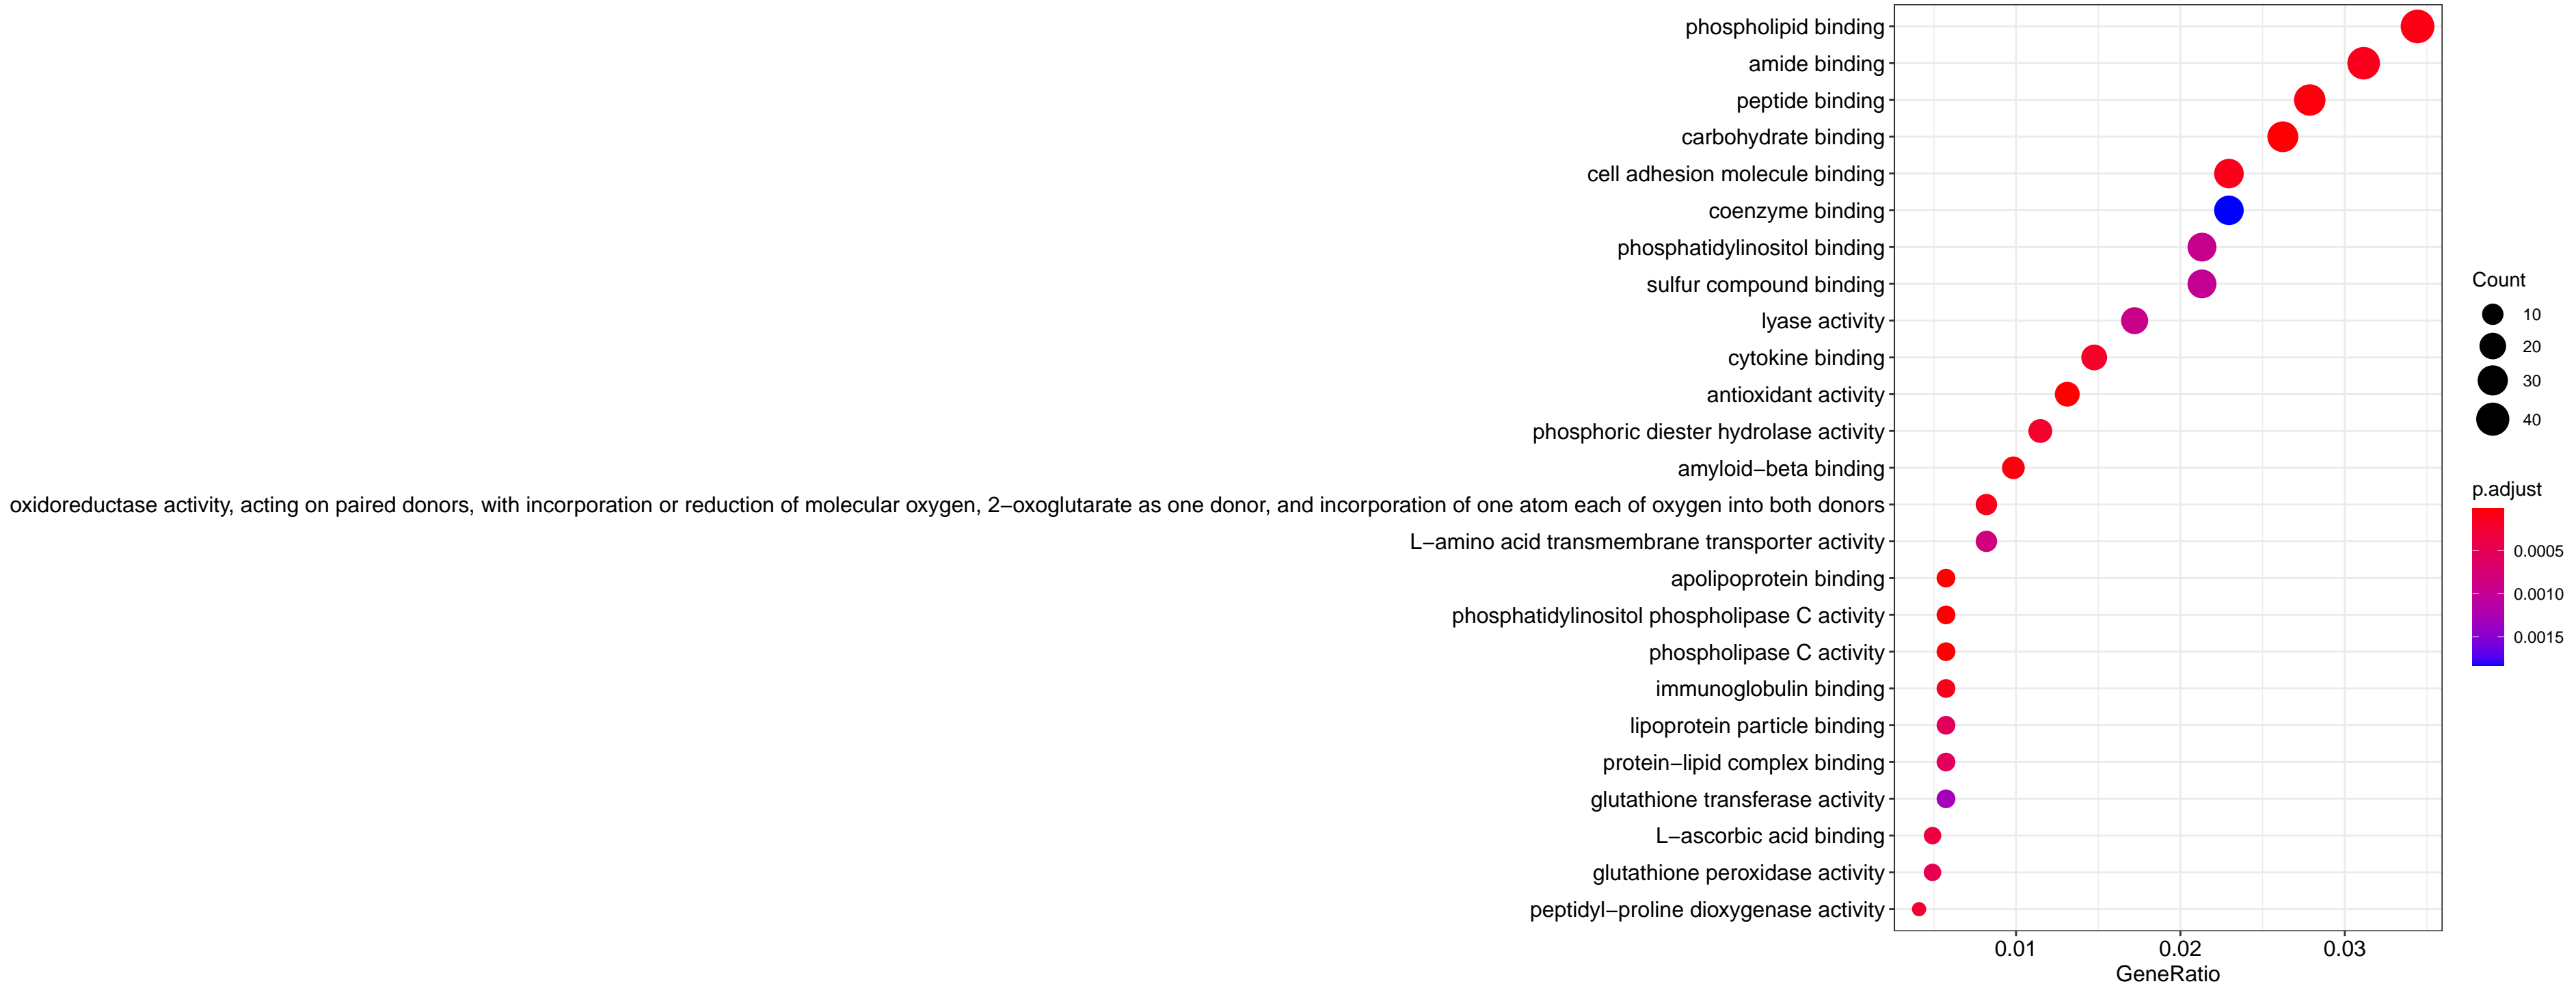 phospholipid binding
amide binding
peptide binding
carbohydrate binding
cell adhesion molecule binding
coenzyme binding
phosphatidylinositol binding
sulfur compound binding
lyase activity
cytokine binding
antioxidant activity
phosphoric diester hydrolase activity
amyloid−beta binding
oxidoreductase activity, acting on paired donors, with incorporation or reduction of molecular oxygen, 2−oxoglutarate as one donor, and incorporation of one atom each of oxygen into both donors
L−amino acid transmembrane transporter activity
apolipoprotein binding
phosphatidylinositol phospholipase C activity
phospholipase C activity
immunoglobulin binding
lipoprotein particle binding
protein−lipid complex binding
glutathione transferase activity
L−ascorbic acid binding
glutathione peroxidase activity
peptidyl−proline dioxygenase activity
0.01 0.02 0.03
GeneRatio
Count
10
20
30
40
p.adjust
0.0005
0.0010
0.0015